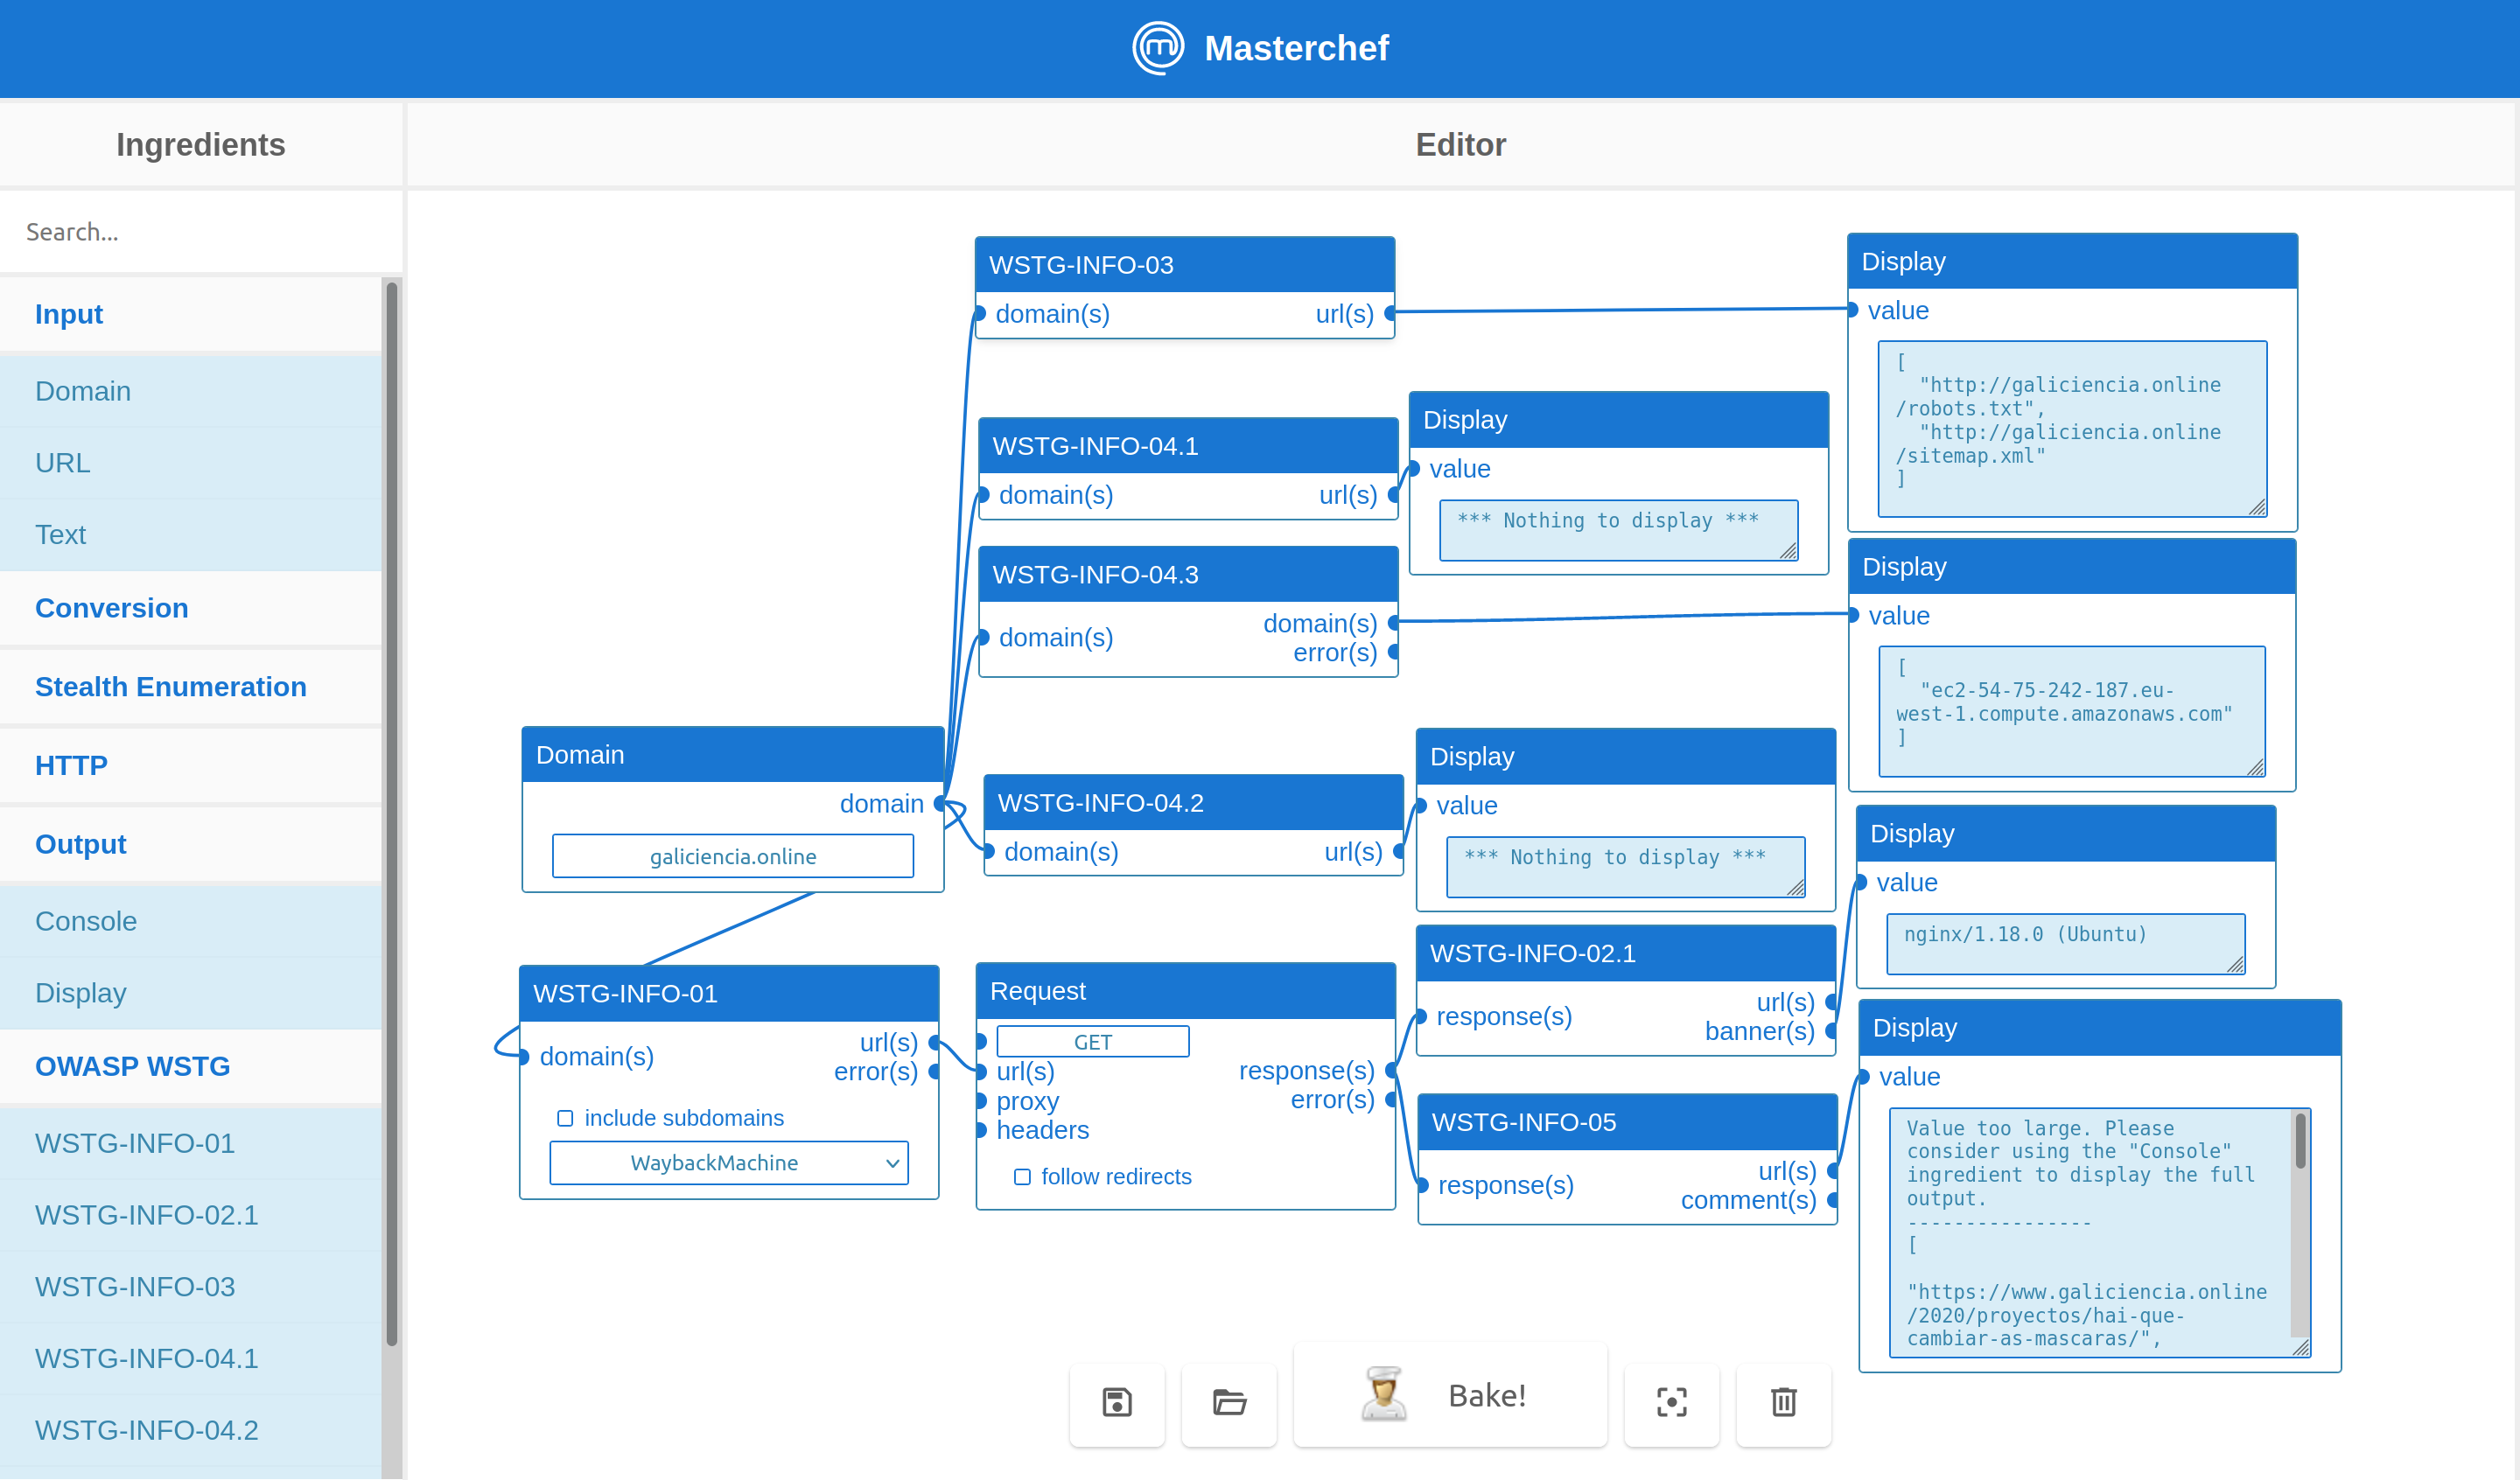 Masterchef
Ingredients
Search...
Input
Domain
URL
Text
Conversion
Stealth Enumeration
HTTP
Output
Console
Display
OWASP WSTG
WSTG-INFO-01
WSTG-INFO-02.1
WSTG-INFO-03
WSTG-INFO-04.1
WSTG-INFO-04.2
Editor
WSTG-INFO-03
domain(s) url(s)
Display
value
[
"http://galiciencia.online
/robots.txt",
"http://galiciencia.online
/sitemap.xml"
]
WSTG-INFO-04.1
domain(s) url(s)
Display
value
*** Nothing to display ***
WSTG-INFO-04.3
domain(s)
domain(s)
error(s)
Display
value
[
"ec2-54-75-242-187.eu-
west-1.compute.amazonaws.com"
]
Domain
domain
galiciencia.online
WSTG-INFO-04.2
domain(s) url(s)
Display
value
*** Nothing to display ***
Display
value
nginx/1.18.0 (Ubuntu)
WSTG-INFO-01
domain(s)
url(s)
error(s)
include subdomains
WaybackMachine
Request
GET
url(s)
proxy
headers
response(s)
error(s)
follow redirects
WSTG-INFO-02.1
response(s)
url(s)
banner(s)
WSTG-INFO-05
response(s)
url(s)
comment(s)
Display
value
Value too large. Please
consider using the "Console"
ingredient to display the full
output.
----------------
[
"https://www.galiciencia.online
/2020/proyectos/hai-que-
cambiar-as-mascaras/",
Bake!